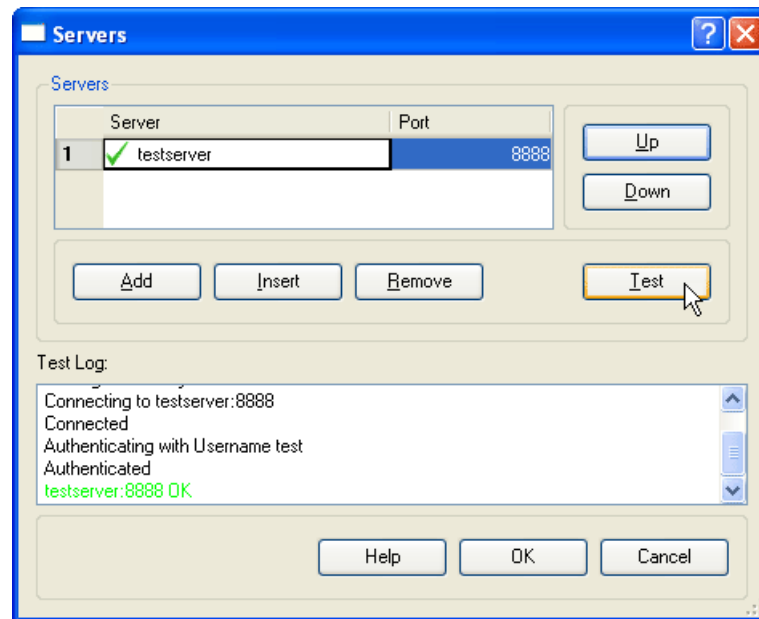 Servers
Servers
Server Port
1 testserver 8888
Up
Down
Add Insert Remove Test
Test Log:
Connecting to testserver:8888
Connected
Authenticating with Username test
Authenticated
testserver:8888 OK
Help OK Cancel